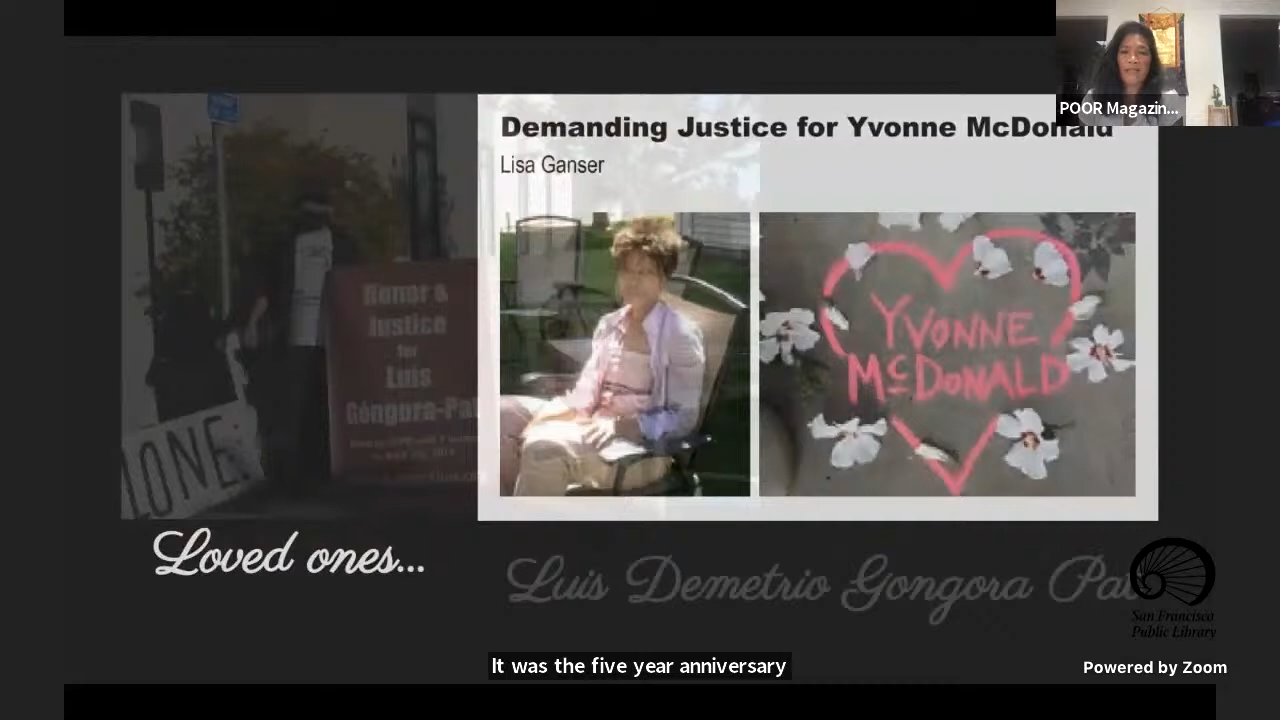 POOR Magazin...
Demanding Justice for Yvonne McDonald
Lisa Ganser
Honor &
Justice
for
Luis
Góngora-Pat
YVONNE
McDONALD
LONE.
Loved ones...
Luis Demetrio Gongora Pat
San Francisco
Public Library
It was the five year anniversary
Powered by Zoom